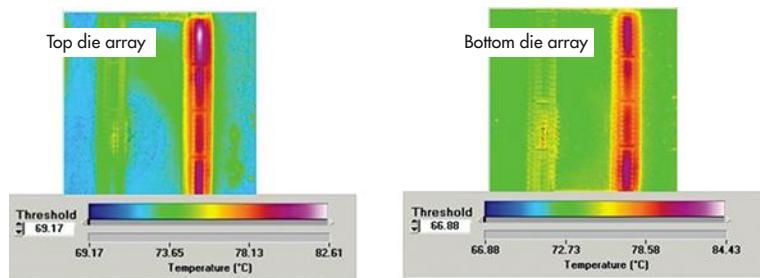 Top die array
Threshold
69.17
69.17 73.65 78.13 82.61
Temperature (°C)
Bottom die array
Threshold
66.88
66.88 72.73 78.58 84.43
Temperature (°C)